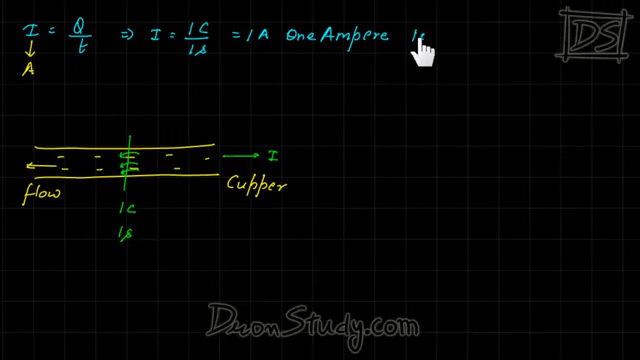 I = Q/t ⇒ I = 1C/1s = 1A One Ampere
A
I
flow Cupper
1C
1s
DronStudy.com
DS